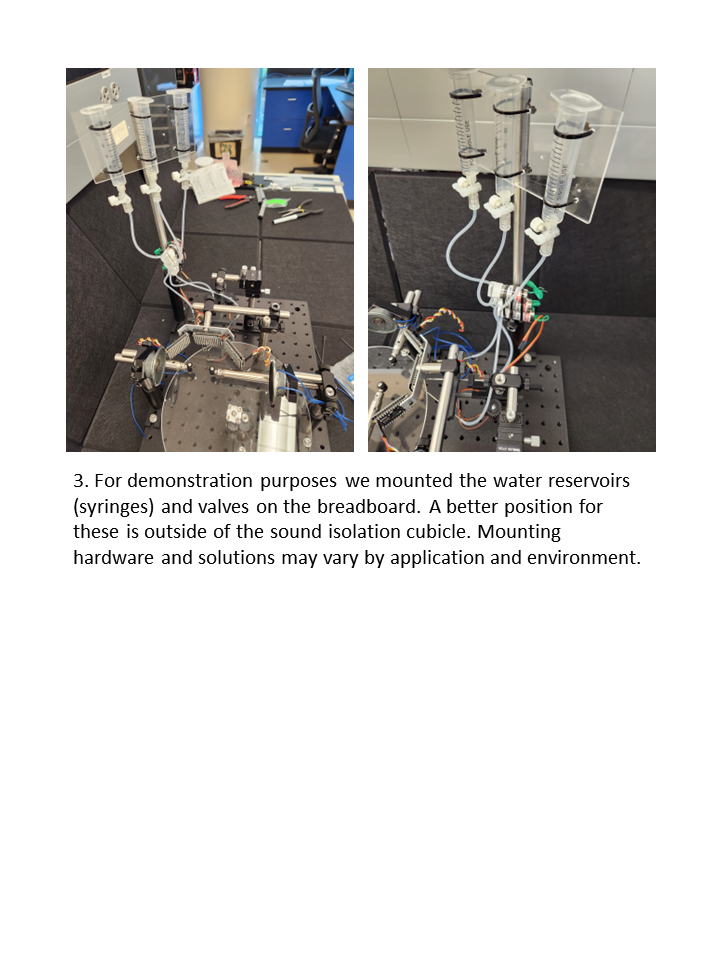 3. For demonstration purposes we mounted the water reservoirs
(syringes) and valves on the breadboard. A better position for
these is outside of the sound isolation cubicle. Mounting
hardware and solutions may vary by application and environment.